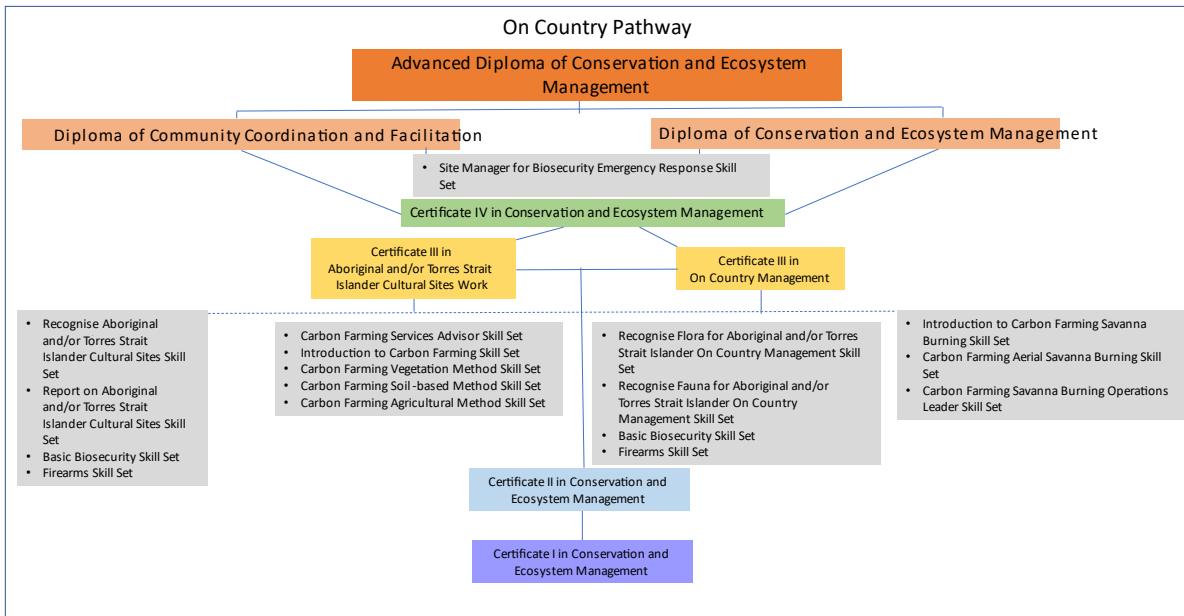 On Country Pathway
Advanced Diploma of Conservation and Ecosystem
Management
Diploma of Community Coordination and Facilitation
Diploma of Conservation and Ecosystem Management
• Site Manager for Biosecurity Emergency Response Skill
Set
Certificate IV in Conservation and Ecosystem Management
Certificate III in
Aboriginal and/or Torres Strait
Islander Cultural Sites Work
Certificate III in
On Country Management
• Recognise Aboriginal
and/or Torres Strait
Islander Cultural Sites Skill
Set
• Report on Aboriginal
and/or Torres Strait
Islander Cultural Sites Skill
Set
• Basic Biosecurity Skill Set
• Firearms Skill Set
• Carbon Farming Services Advisor Skill Set
• Introduction to Carbon Farming Skill Set
• Carbon Farming Vegetation Method Skill Set
• Carbon Farming Soil-based Method Skill Set
• Carbon Farming Agricultural Method Skill Set
• Recognise Flora for Aboriginal and/or Torres
Strait Islander On Country Management Skill
Set
• Recognise Fauna for Aboriginal and/or
Torres Strait Islander On Country
Management Skill Set
• Basic Biosecurity Skill Set
• Firearms Skill Set
• Introduction to Carbon Farming Savanna
Burning Skill Set
• Carbon Farming Aerial Savanna Burning Skill
Set
• Carbon Farming Savanna Burning Operations
Leader Skill Set
Certificate II in Conservation and
Ecosystem Management
Certificate I in Conservation and
Ecosystem Management